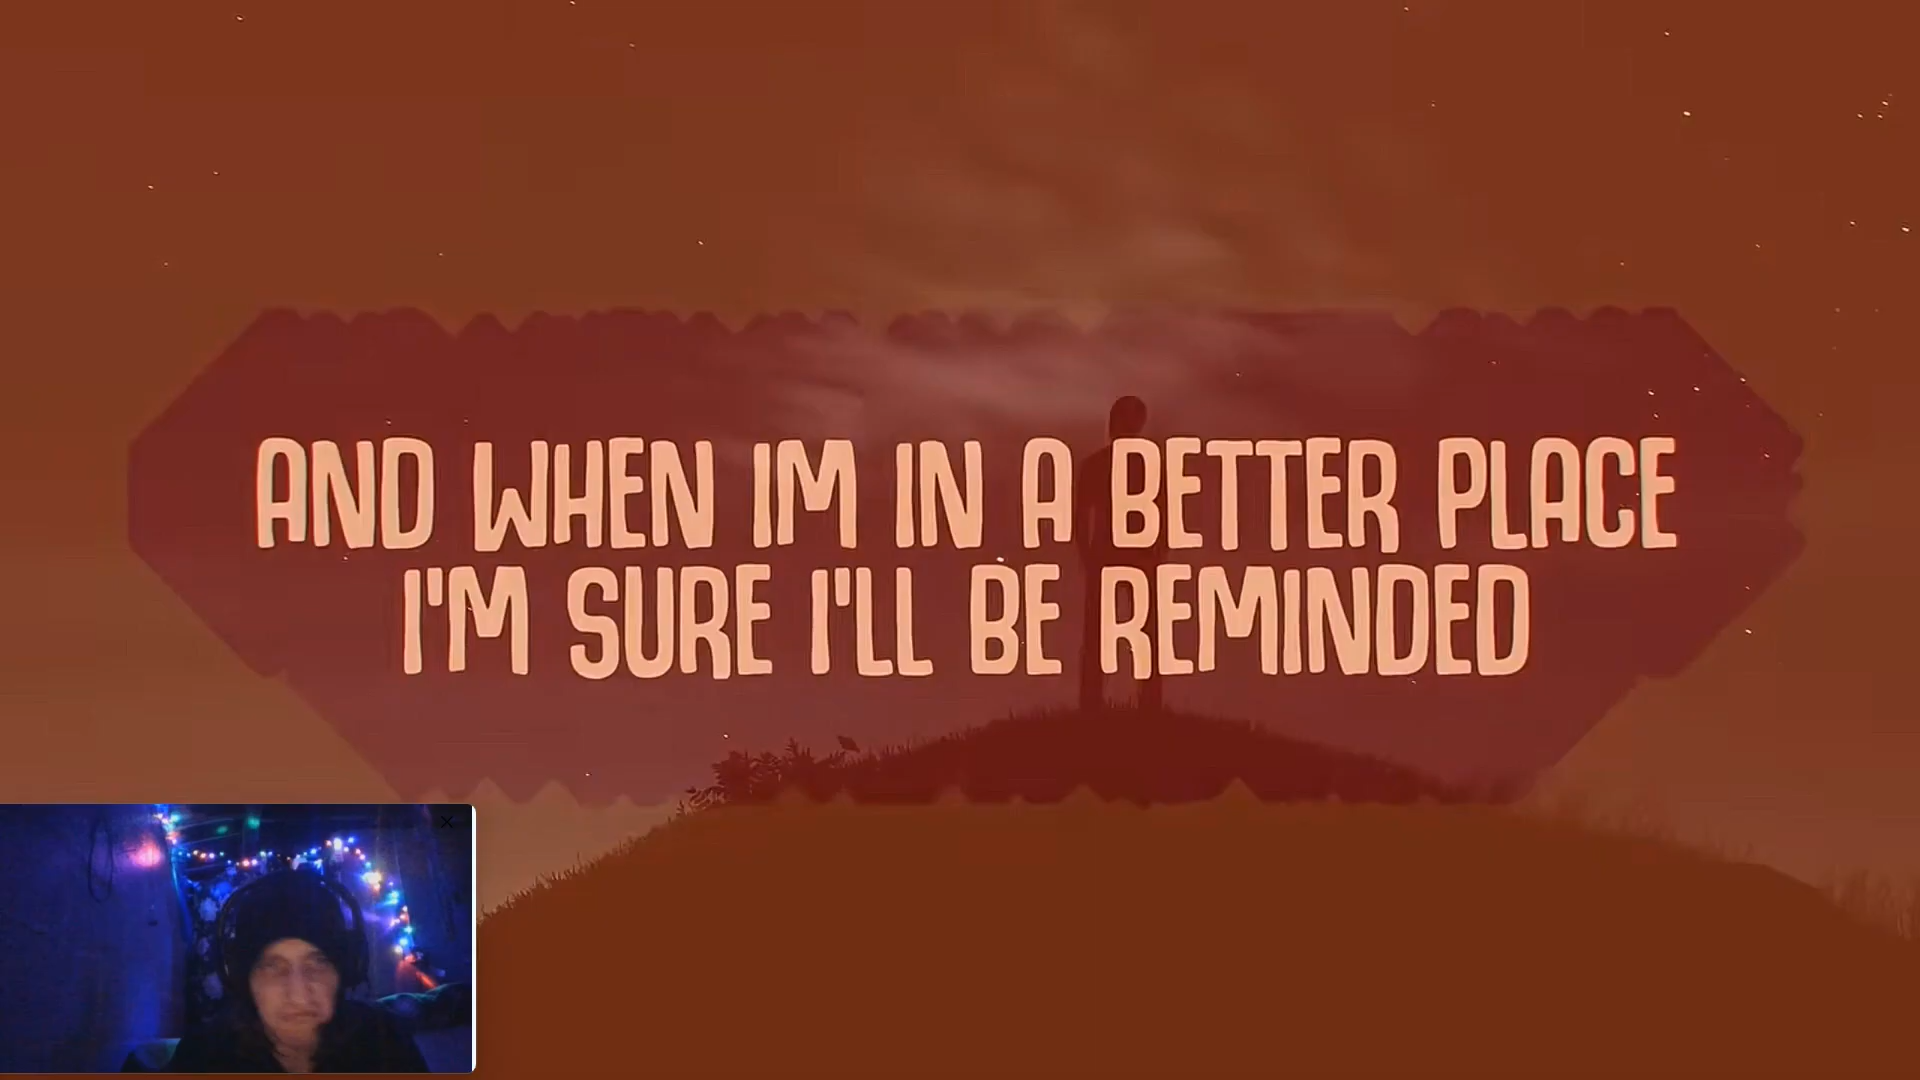 AND WHEN IM IN A BETTER PLACE
I'M SURE I'LL BE REMINDED